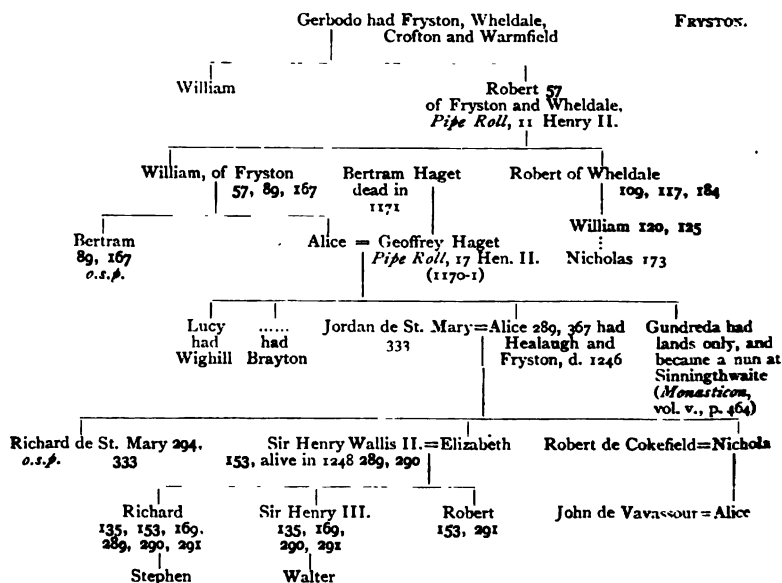 Gerbodo had Fryston, Wheldale,
Crofton and Warmfield
FRYSTON.
William
Robert 57
of Fryston and Wheldale,
Pipe Roll, 11 Henry II.
William, of Fryston
57, 89, 167
Bertram Haget
dead in
1171
Robert of Wheldale
109, 117, 184
William 120, 125
Nicholas 173
Bertram
89, 167
o.s.p.
Alice = Geoffrey Haget
Pipe Roll, 17 Hen. II.
(1170-1)
Lucy
had
Wighill
......
had
Brayton
Jordan de St. Mary=Alice 289, 367 had
333
Healaugh and
Fryston, d. 1246
Gundreda had
lands only, and
became a nun at
Sinningthwaite
(Monasticon,
vol. v., p. 464)
Richard de St. Mary 294,
o.s.p. 333
Sir Henry Wallis II.=Elizabeth
153, alive in 1248 289, 290
Robert de Cokefield=Nichola
Richard
135, 153, 169,
289, 290, 291
Sir Henry III.
135, 169,
290, 291
Robert
153, 291
John de Vavassour=Alice
Stephen
Walter